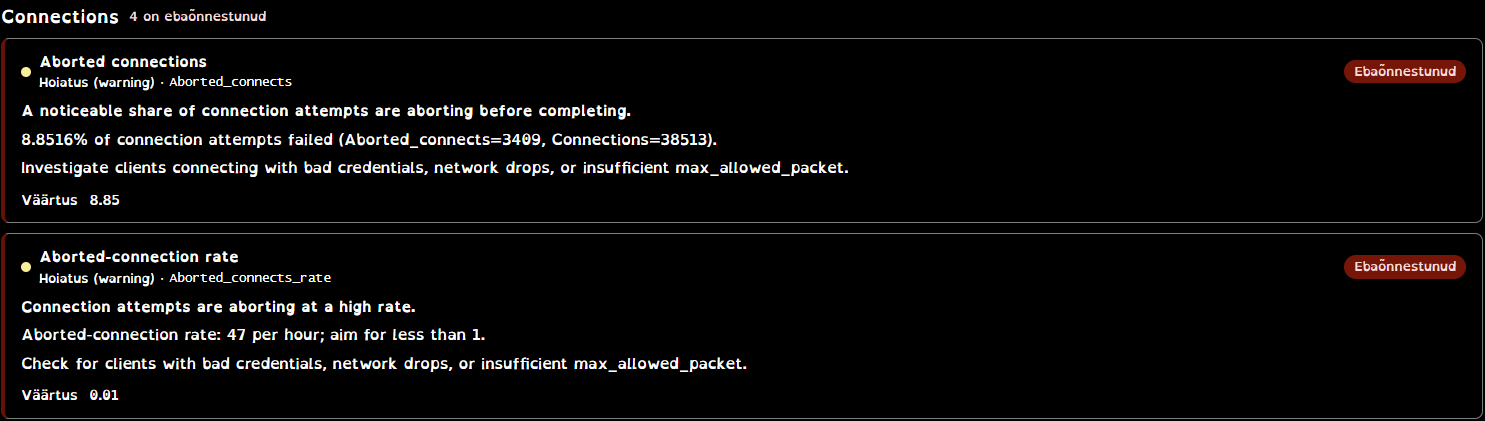 Connections 4 on ebaõnnestunud
Aborted connections
Hoiatus (warning) · Aborted_connects
Ebaõnnestunud
A noticeable share of connection attempts are aborting before completing.
8.8516% of connection attempts failed (Aborted_connects=3409, Connections=38513).
Investigate clients connecting with bad credentials, network drops, or insufficient max_allowed_packet.
Väärtus 8.85
Aborted-connection rate
Hoiatus (warning) · Aborted_connects_rate
Ebaõnnestunud
Connection attempts are aborting at a high rate.
Aborted-connection rate: 47 per hour; aim for less than 1.
Check for clients with bad credentials, network drops, or insufficient max_allowed_packet.
Väärtus 0.01